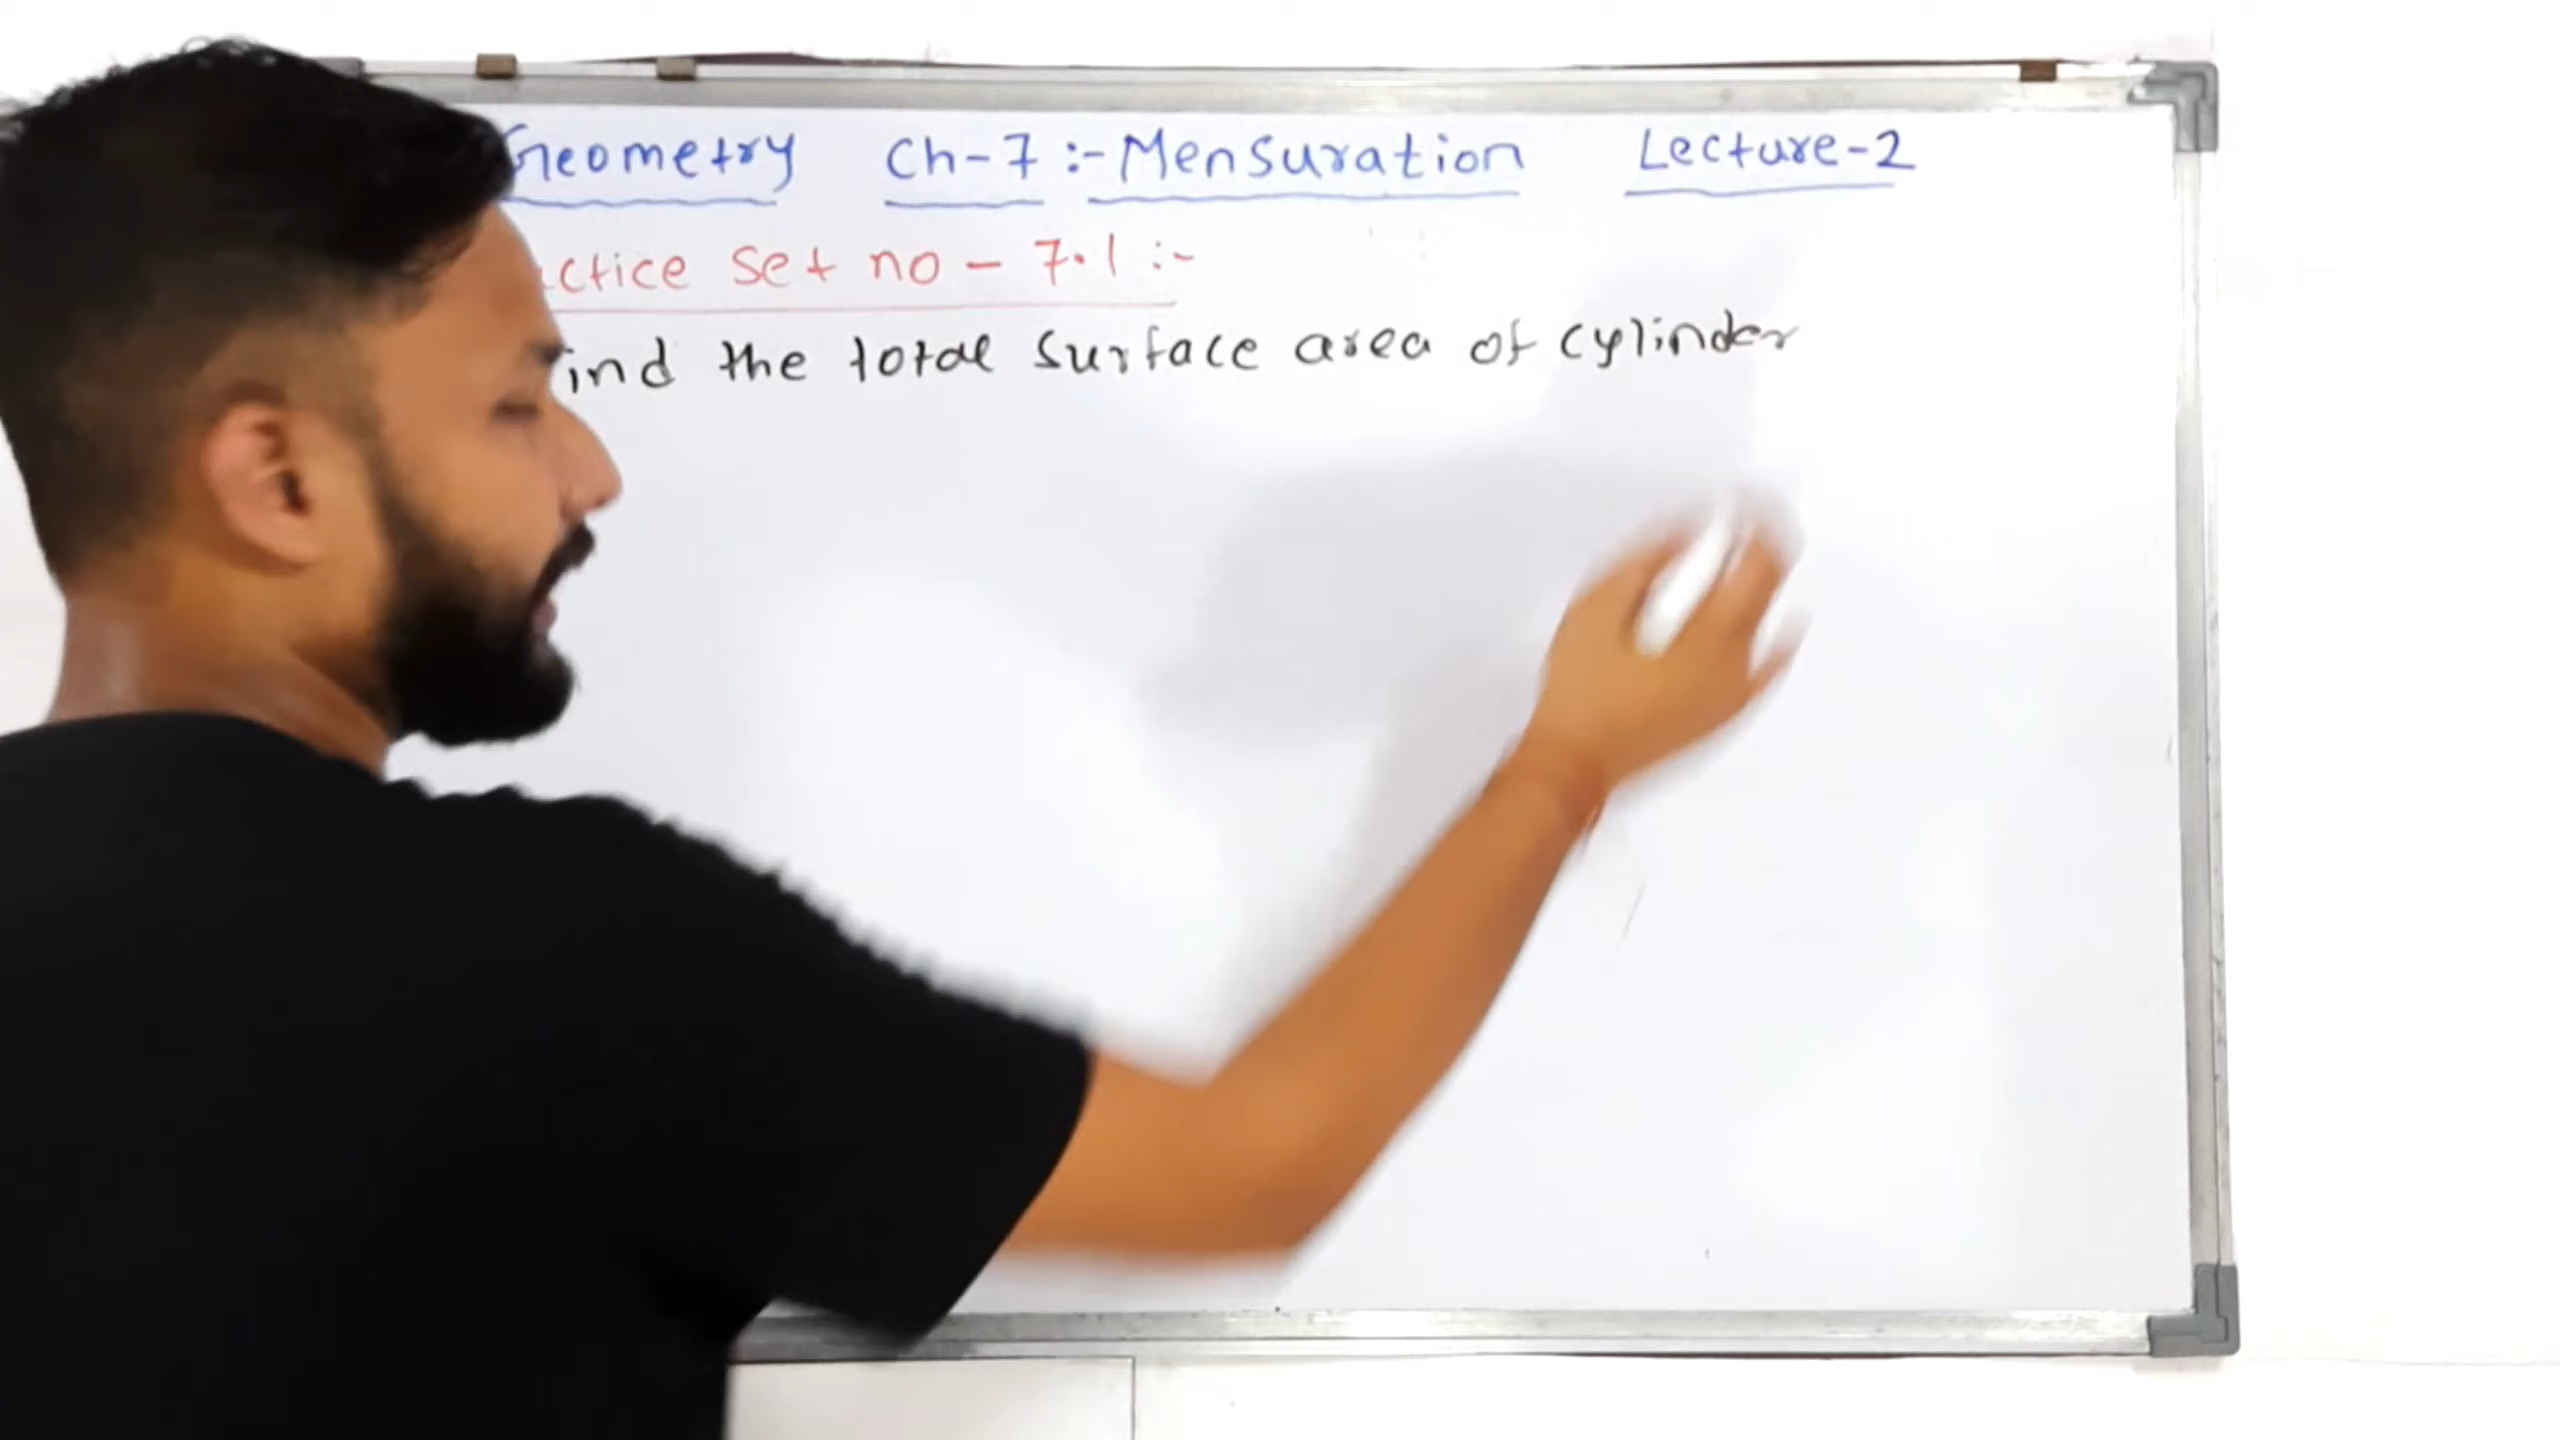 Geometry Ch-7 :- Mensuration Lecture-2
ctice set no - 7.1 :-
ind the total surface area of cylinder